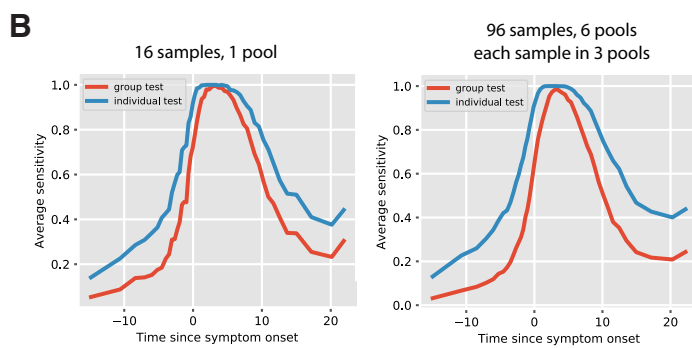 B
16 samples, 1 pool
96 samples, 6 pools
each sample in 3 pools
group test
individual test
1.0
0.8
0.6
0.4
0.2
Average sensitivity
−10
0
10
20
Time since symptom onset
group test
individual test
1.0
0.8
0.6
0.4
0.2
0.0
Average sensitivity
−10
0
10
20
Time since symptom onset